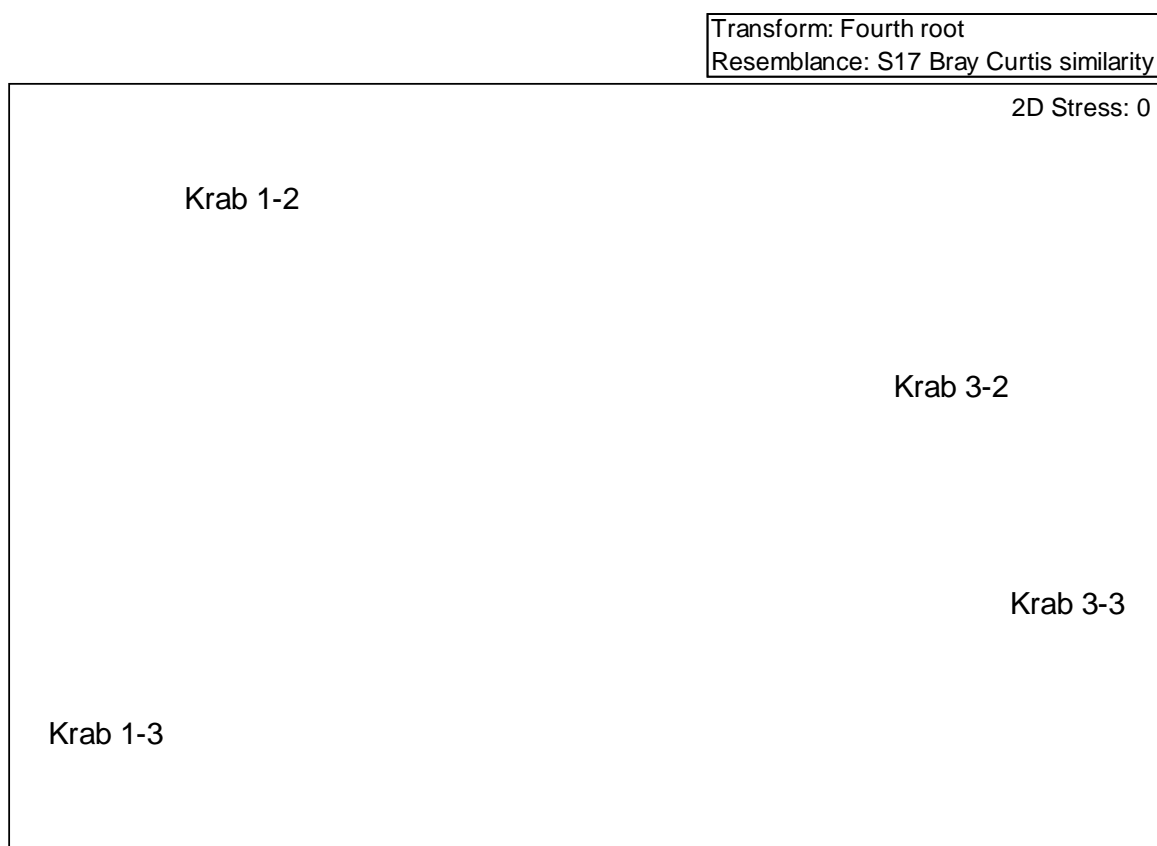 Transform: Fourth root
Resemblance: S17 Bray Curtis similarity
2D Stress: 0
Krab 1-2
Krab 3-2
Krab 3-3
Krab 1-3